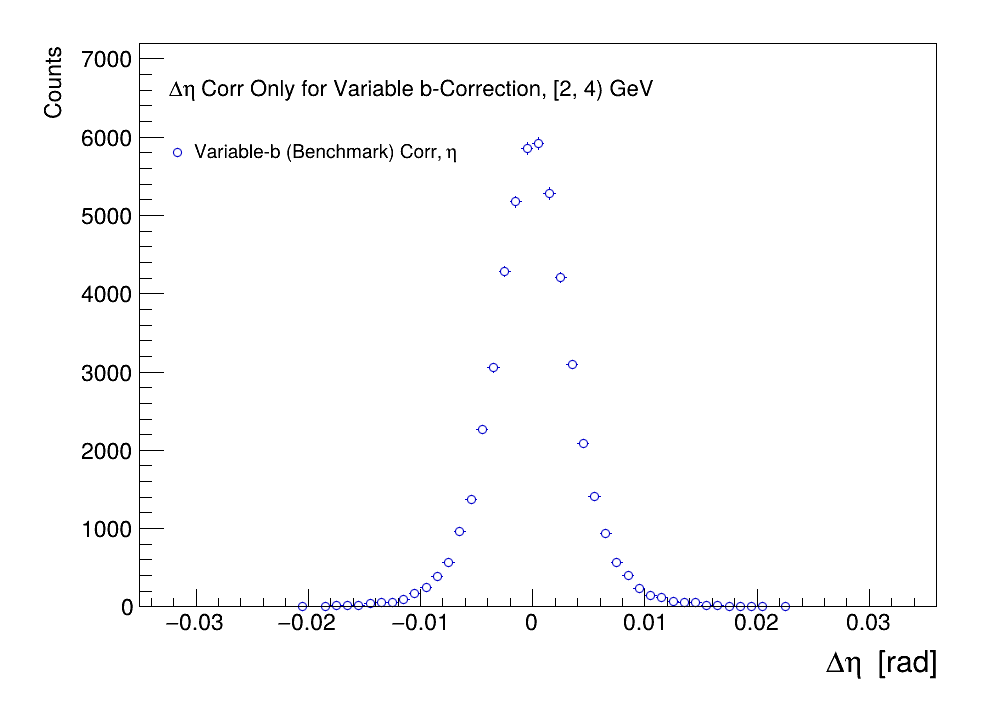 Counts
7000
6000
5000
4000
3000
2000
1000
0
Δη Corr Only for Variable b-Correction, [2, 4) GeV
Variable-b (Benchmark) Corr, η
−0.03 −0.02 −0.01 0 0.01 0.02 0.03
Δη [rad]